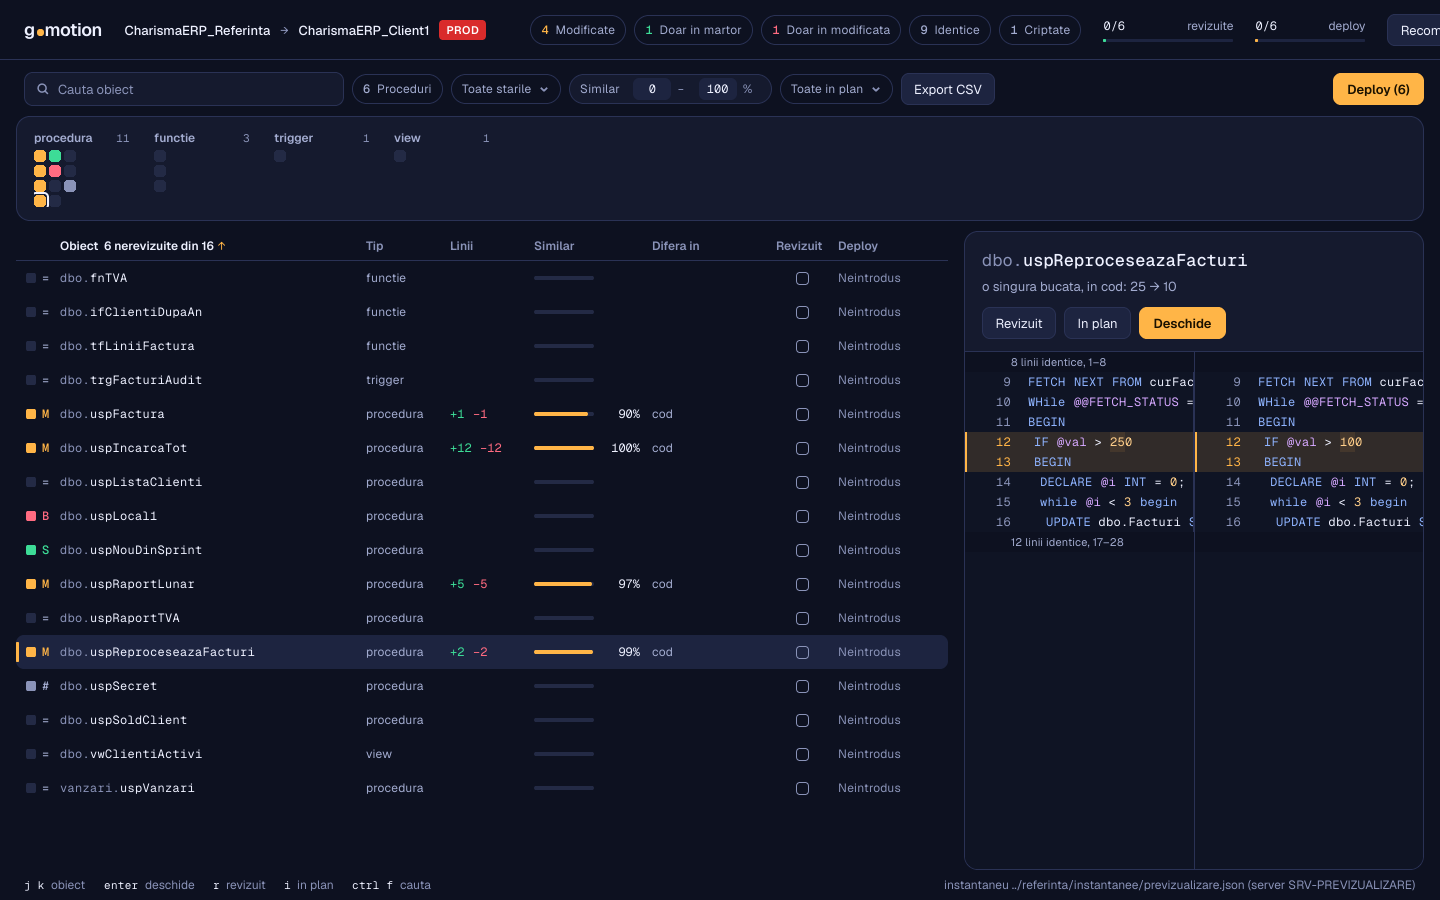 gomotion CharismaERP_Referinta → CharismaERP_Client1 PROD 4 Modificate 1 Doar in martor 1 Doar in modificata 9 Identice 1 Criptate 0/6 revizuite 0/6 deploy Recom
Cauta obiect 6 Proceduri Toate starile Similar 0 – 100 % Toate in plan Export CSV Deploy (6)
procedura 11 functie 3 trigger 1 view 1
Obiect 6 nerevizuite din 16 ↑ Tip Linii Similar Difera in Revizuit Deploy
= dbo.fnTVA functie Neintrodus
= dbo.ifClientiDupaAn functie Neintrodus
= dbo.tfLiniiFactura functie Neintrodus
= dbo.trgFacturiAudit trigger Neintrodus
M dbo.uspFactura procedura +1 −1 90% cod Neintrodus
M dbo.uspIncarcaTot procedura +12 −12 100% cod Neintrodus
= dbo.uspListaClienti procedura Neintrodus
B dbo.uspLocal1 procedura Neintrodus
S dbo.uspNouDinSprint procedura Neintrodus
M dbo.uspRaportLunar procedura +5 −5 97% cod Neintrodus
= dbo.uspRaportTVA procedura Neintrodus
M dbo.uspReproceseazaFacturi procedura +2 −2 99% cod Neintrodus
# dbo.uspSecret procedura Neintrodus
= dbo.uspSoldClient procedura Neintrodus
= dbo.vwClientiActivi view Neintrodus
= vanzari.uspVanzari procedura Neintrodus
dbo.uspReproceseazaFacturi
o singura bucata, in cod: 25 → 10
Revizuit In plan Deschide
8 linii identice, 1–8
9 FETCH NEXT FROM curFac 9 FETCH NEXT FROM curFac
10 WHile @@FETCH_STATUS = 10 WHile @@FETCH_STATUS =
11 BEGIN 11 BEGIN
12 IF @val > 250 12 IF @val > 100
13 BEGIN 13 BEGIN
14 DECLARE @i INT = 0; 14 DECLARE @i INT = 0;
15 while @i < 3 begin 15 while @i < 3 begin
16 UPDATE dbo.Facturi S 16 UPDATE dbo.Facturi S
12 linii identice, 17–28
j k obiect enter deschide r revizuit i in plan ctrl f cauta instantaneu ../referinta/instantanee/previzualizare.json (server SRV-PREVIZUALIZARE)